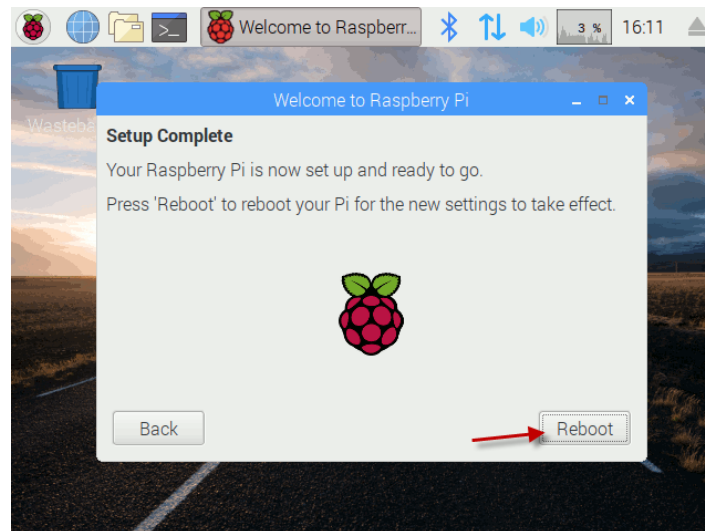 Welcome to Raspberr...
3 %
16:11
Welcome to Raspberry Pi
Setup Complete
Your Raspberry Pi is now set up and ready to go.
Press 'Reboot' to reboot your Pi for the new settings to take effect.
Back
Reboot